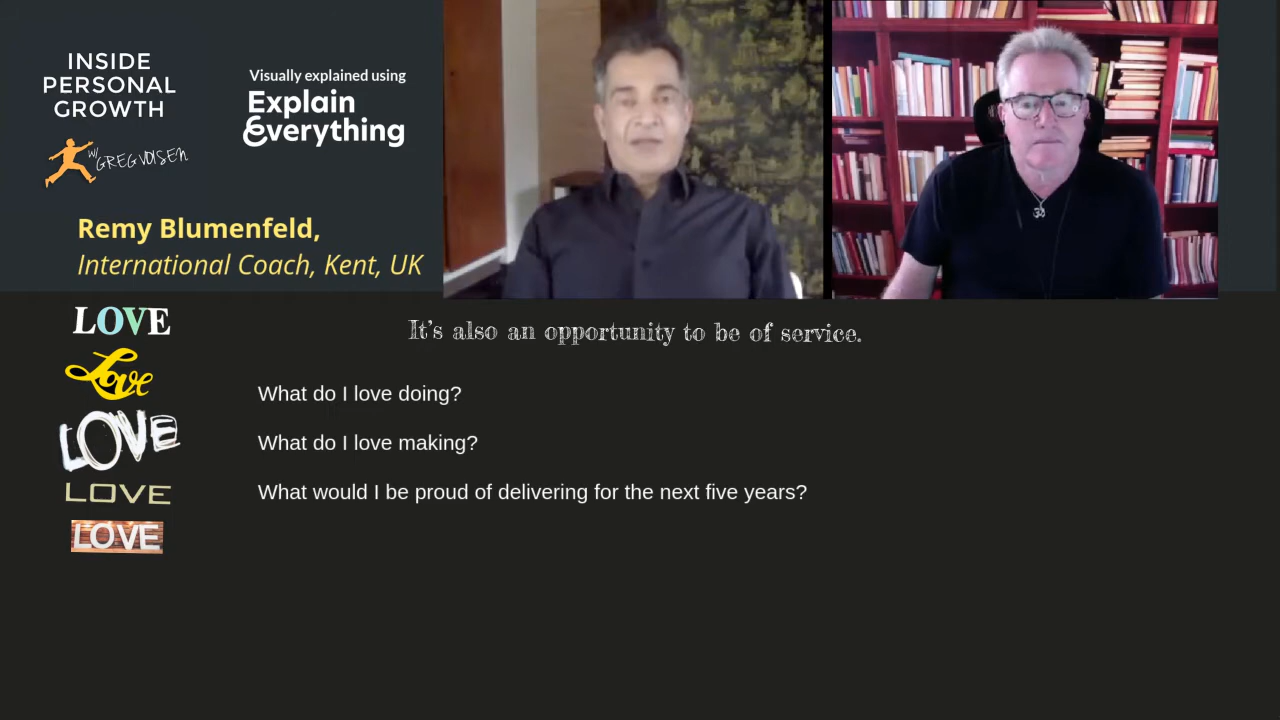 INSIDE
PERSONAL
GROWTH
w/ GREG VOISEN
Visually explained using
Explain
Everything
Remy Blumenfeld,
International Coach, Kent, UK
LOVE
Love
LOVE
LOVE
LOVE
It's also an opportunity to be of service.
What do I love doing?
What do I love making?
What would I be proud of delivering for the next five years?